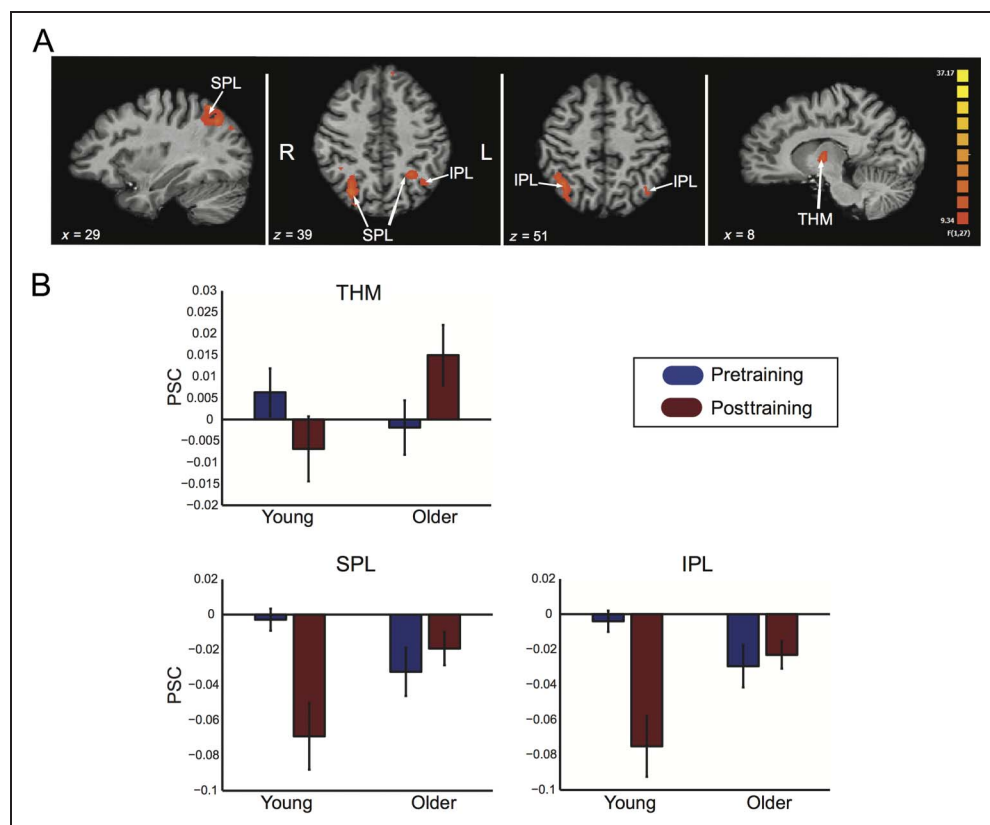 A
SPL
x = 29
R
L
IPL
SPL
z = 39
IPL
IPL
z = 51
THM
x = 8
37.17
9.34
F(1,27)
B
THM
PSC
0.03
0.025
0.02
0.015
0.01
0.005
0
−0.005
−0.01
−0.015
−0.02
Young
Older
Pretraining
Posttraining
SPL
PSC
0.02
0
−0.02
−0.04
−0.06
−0.08
−0.1
Young
Older
IPL
0.02
0
−0.02
−0.04
−0.06
−0.08
−0.1
Young
Older